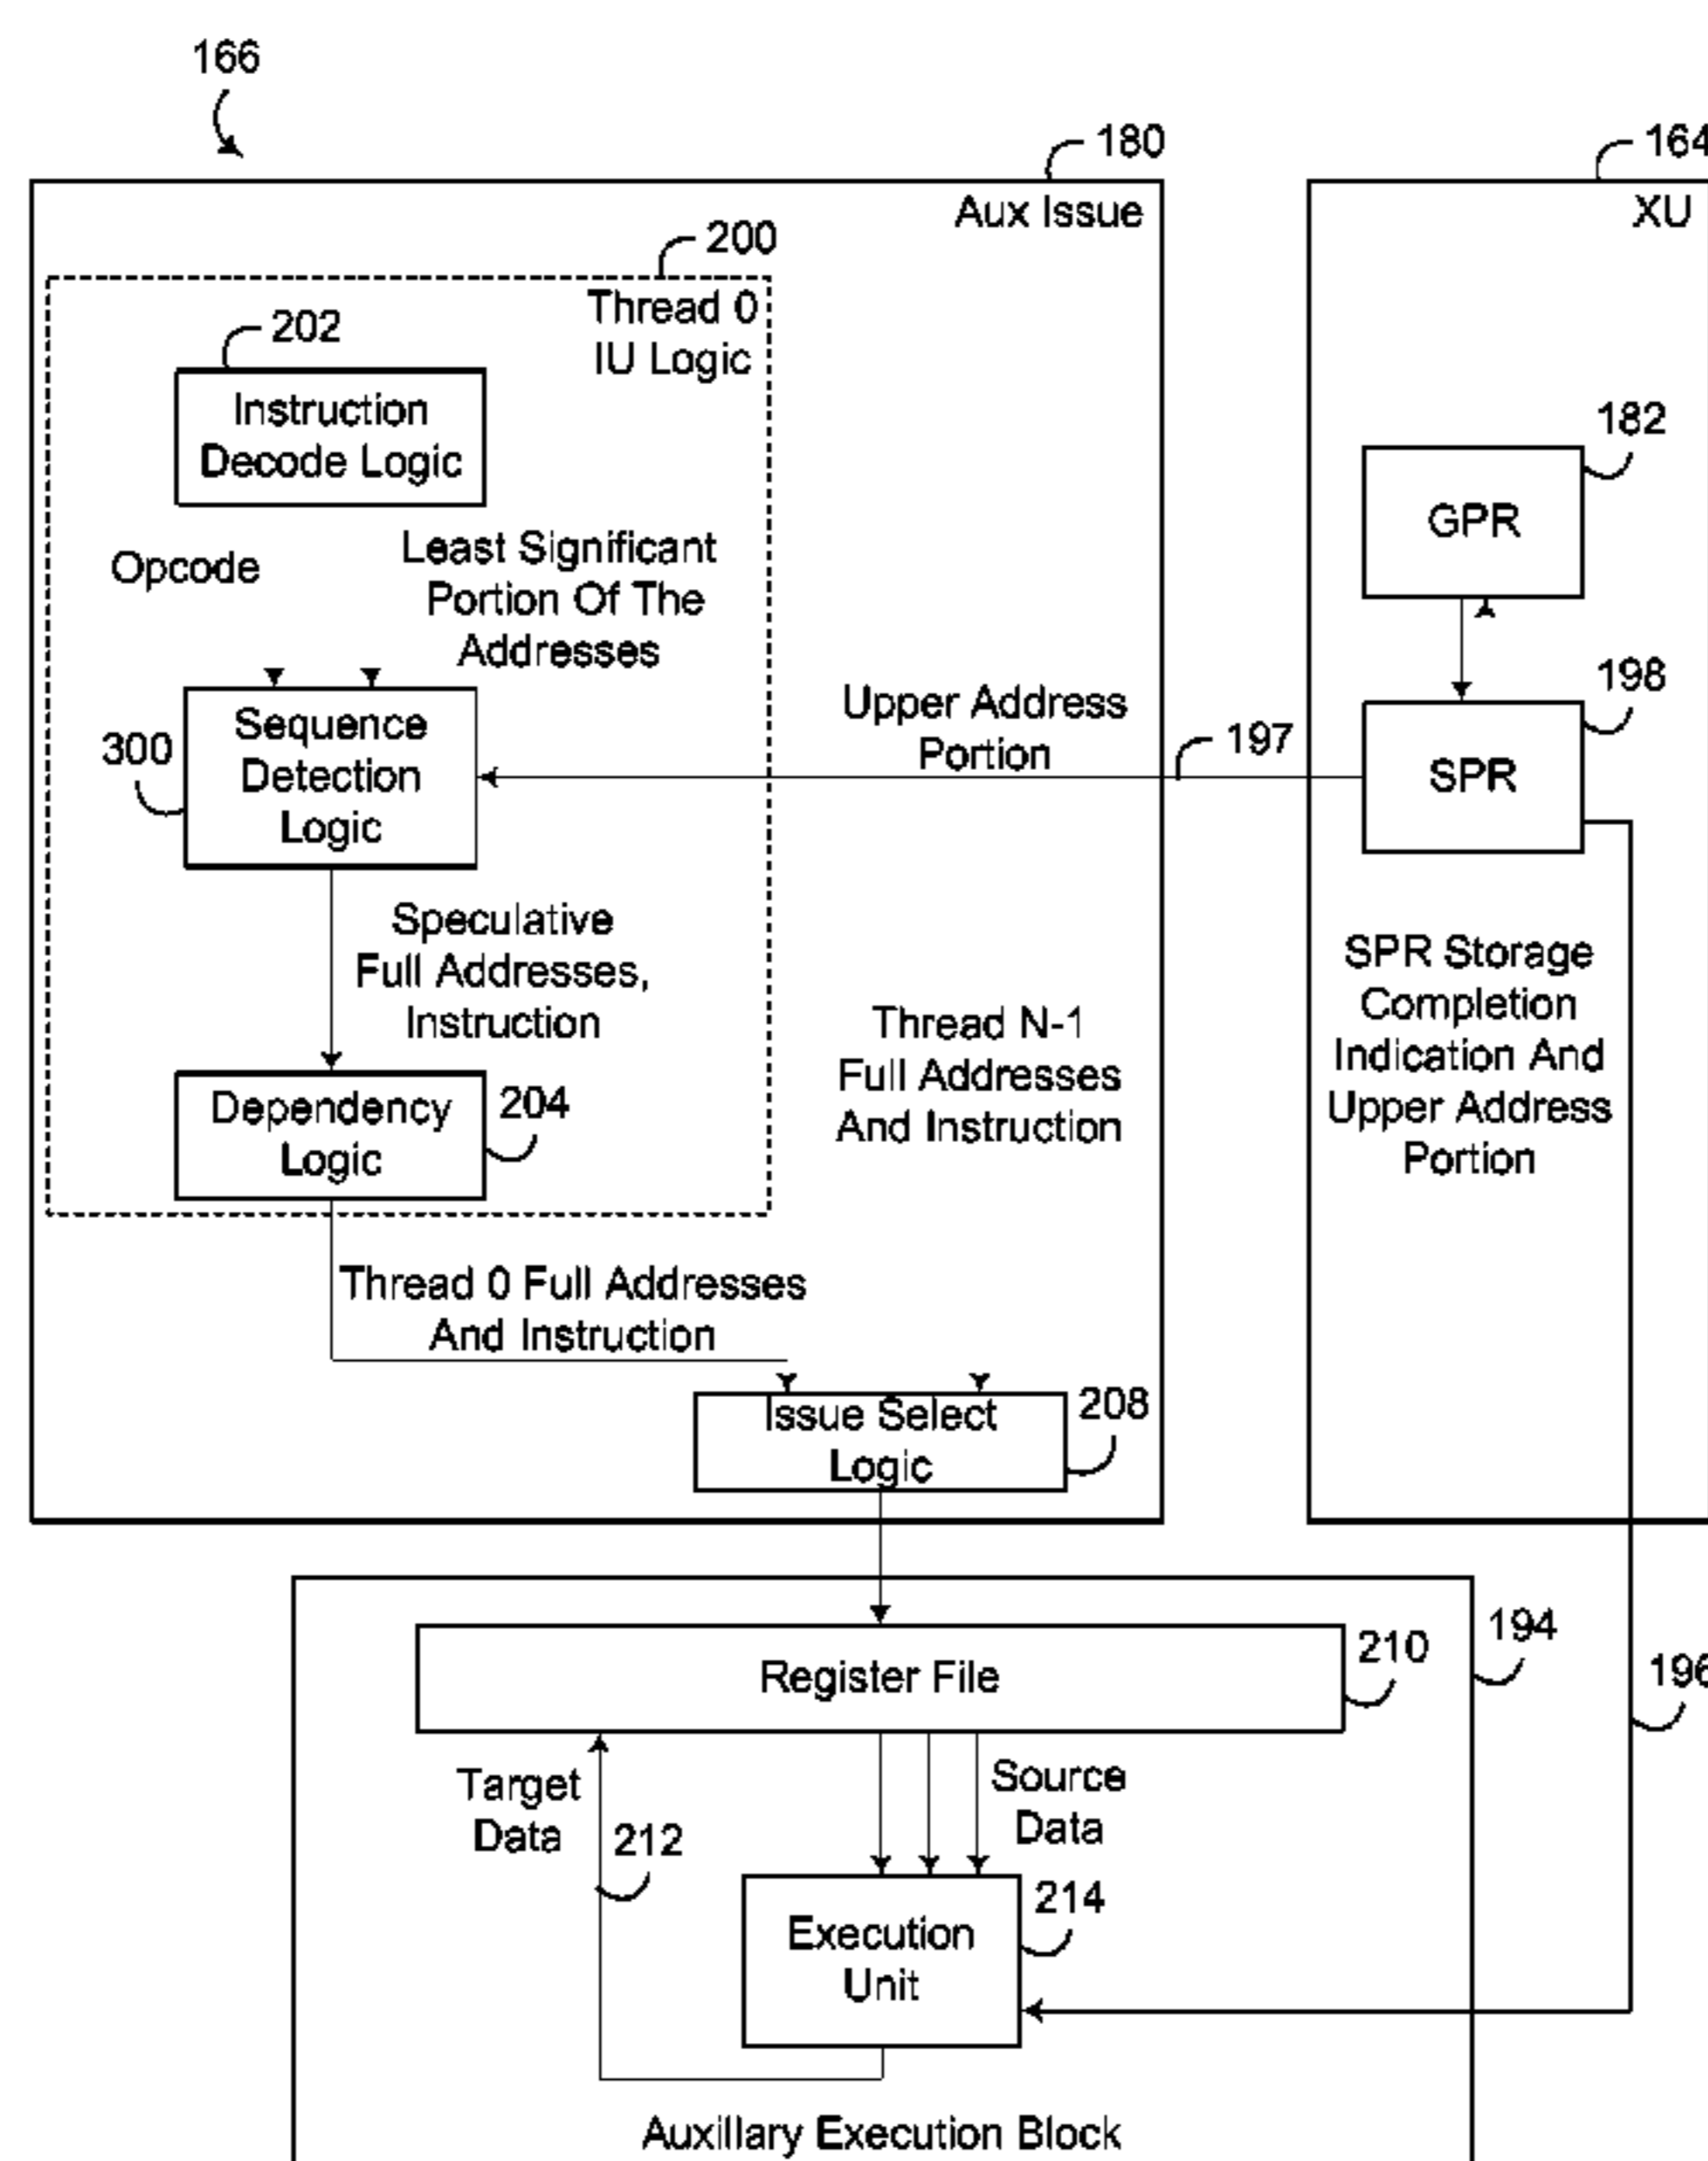 166
180
164
Aux Issue
XU
200
Thread 0
IU Logic
202
Instruction
Decode Logic
182
GPR
Opcode
Least Significant
Portion Of The
Addresses
198
SPR
Upper Address
Portion
197
300
Sequence
Detection
Logic
Speculative
Full Addresses,
Instruction
SPR Storage
Completion
Indication And
Upper Address
Portion
Thread N-1
Full Addresses
And Instruction
Dependency
Logic
204
Thread 0 Full Addresses
And Instruction
Issue Select
Logic
208
194
210
196
Register File
Target
Data
212
Source
Data
214
Execution
Unit
Auxillary Execution Block